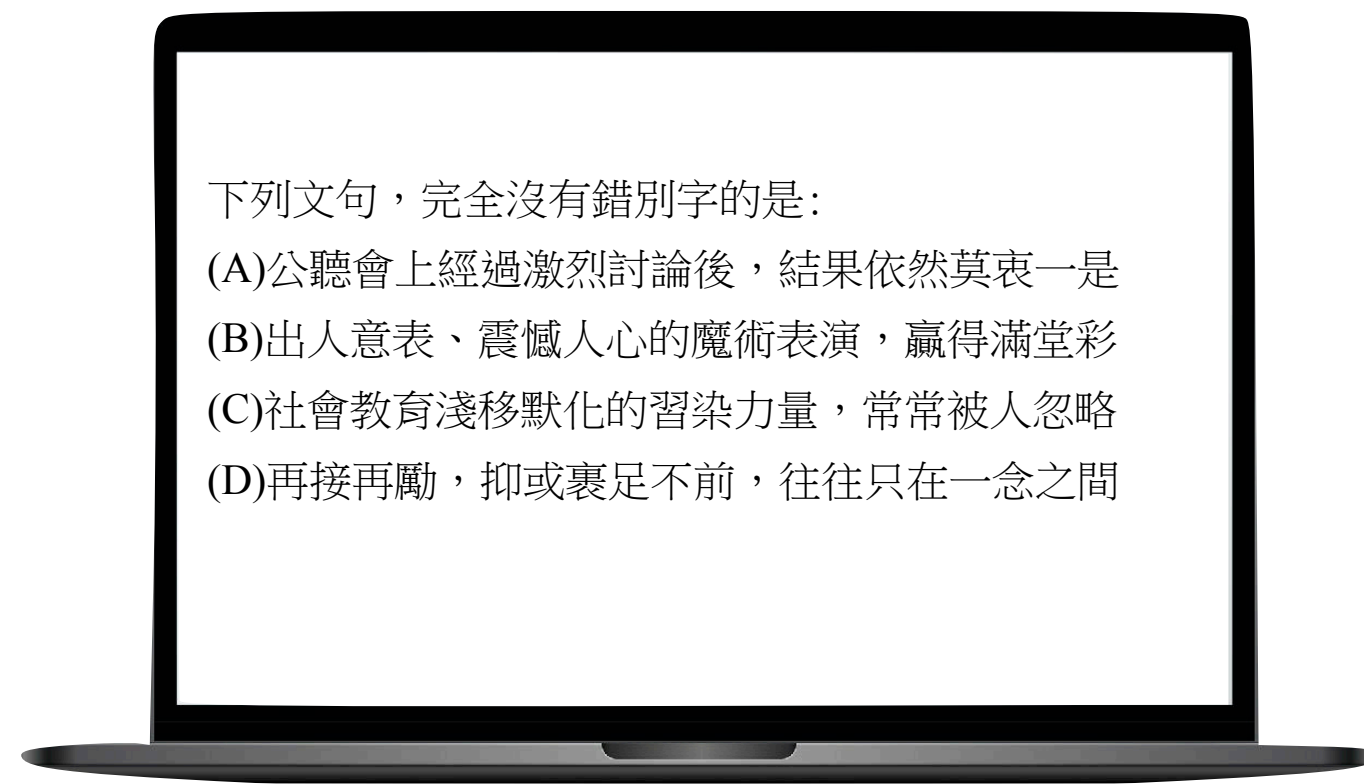 下列文句，完全沒有錯別字的是:
(A)公聽會上經過激烈討論後，結果依然莫衷一是
(B)出人意表、震憾人心的魔術表演，贏得滿堂彩
(C)社會教育淺移默化的習染力量，常常被人忽略
(D)再接再勵，抑或裹足不前，往往只在一念之間